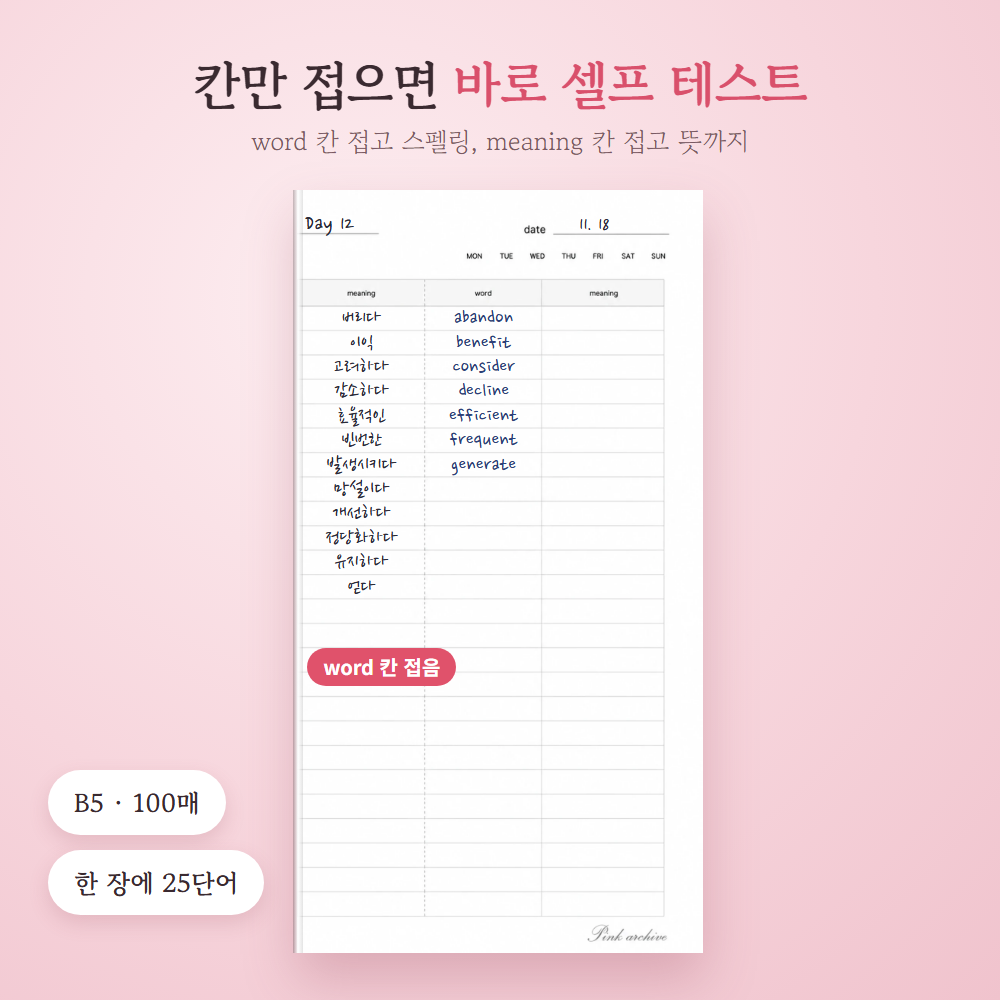 칸만 접으면 바로 셀프 테스트
word 칸 접고 스펠링, meaning 칸 접고 뜻까지
Day 12 date 11. 18
MON TUE WED THU FRI SAT SUN
meaning word meaning
버리다 abandon
이익 benefit
고려하다 consider
감소하다 decline
효율적인 efficient
빈번한 frequent
발생시키다 generate
망설이다
개선하다
정당화하다
유지하다
얻다
word 칸 접음
B5 · 100매
한 장에 25단어
Pink archive